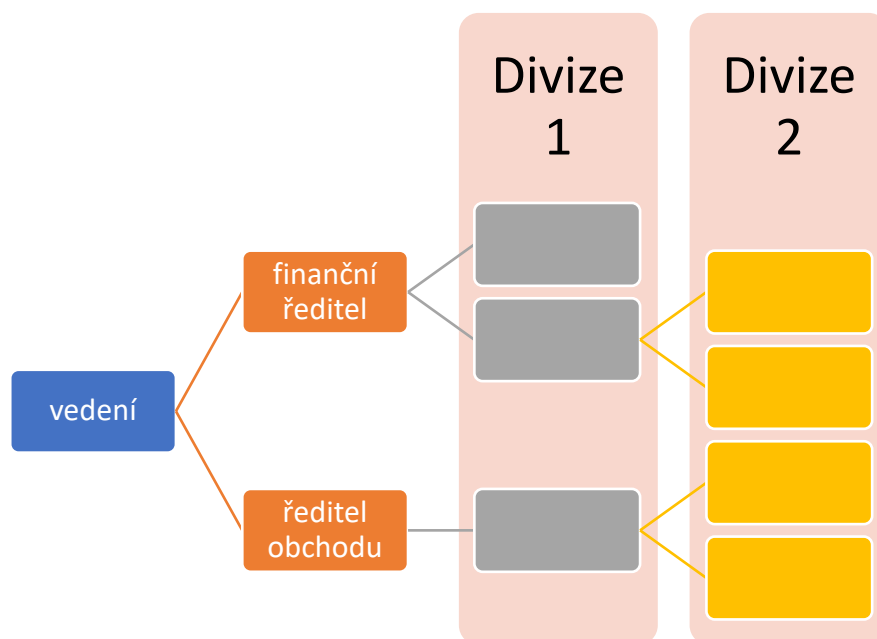 Divize
1
Divize
2
finanční
ředitel
vedení
ředitel
obchodu